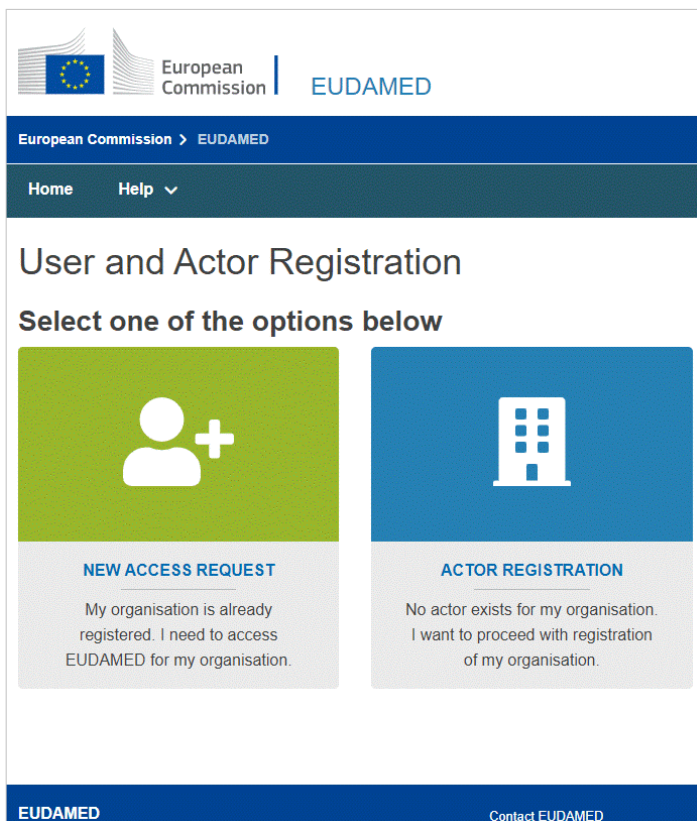 European
Commission
EUDAMED
European Commission > EUDAMED
Home Help
User and Actor Registration
Select one of the options below
NEW ACCESS REQUEST
My organisation is already
registered. I need to access
EUDAMED for my organisation.
ACTOR REGISTRATION
No actor exists for my organisation.
I want to proceed with registration
of my organisation.
EUDAMED
Contact EUDAMED